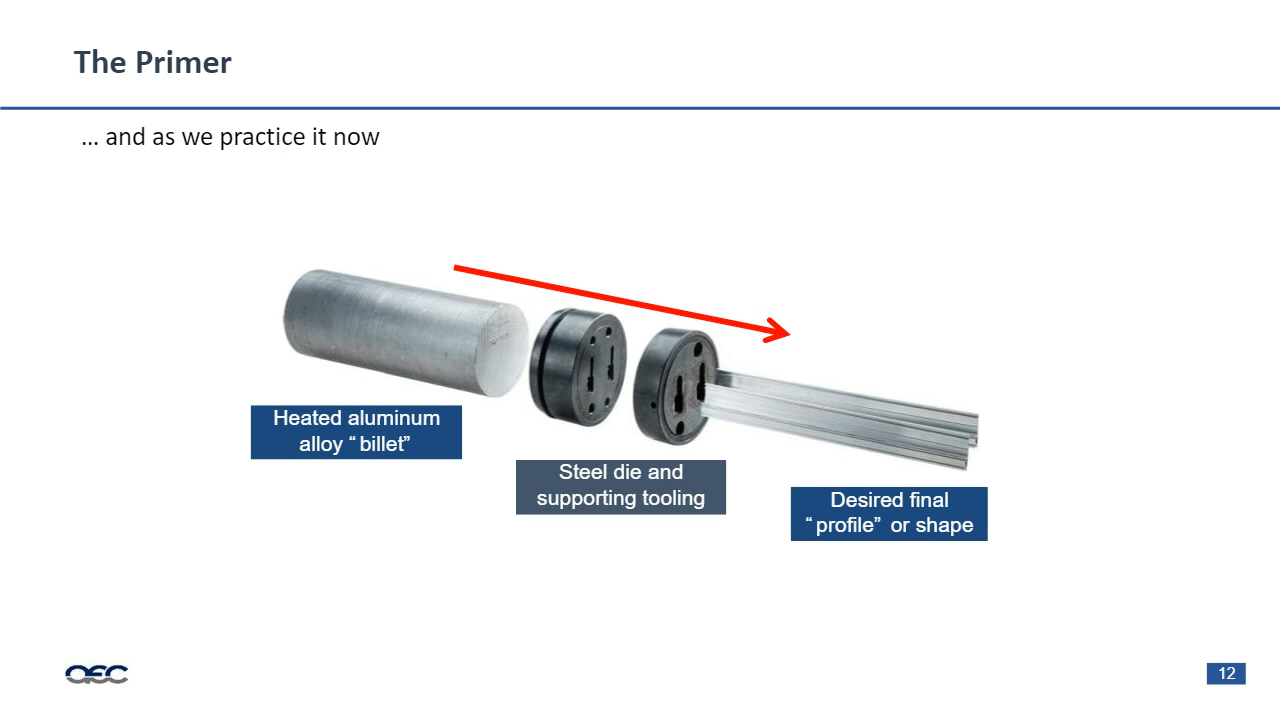 The Primer
... and as we practice it now
Heated aluminum
alloy “ billet”
Steel die and
supporting tooling
Desired final
“ profile”  or shape
aec
12